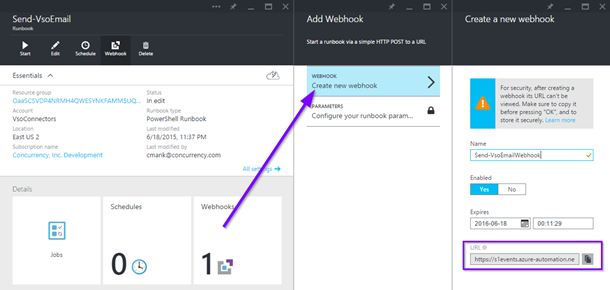 Send-VsoEmail
Runbook
Start
Edit
Schedule
Webhook
Delete
Essentials
Resource group
Account
VsoConnectors
Location
East US 2
Subscription name
Concurrency, Inc. Development
Status
In edit
Runbook type
PowerShell Runbook
Last modified
6/18/2015, 11:37 PM
Last modified by
cmank@concurrency.com
All settings
Details
Jobs
Schedules
0
Webhooks
1
Add Webhook
Start a runbook via a simple HTTP POST to a URL
WEBHOOK
Create new webhook
PARAMETERS
Configure your runbook param...
Create a new webhook
For security, after creating a
webhook its URL can't be
viewed. Make sure to copy it
before pressing "OK", and to
store it securely. Learn more
Name
Send-VsoEmailWebhook
Enabled
Yes No
Expires
2016-06-18 00:11:29
URL
https://s1events.azure-automation.ne